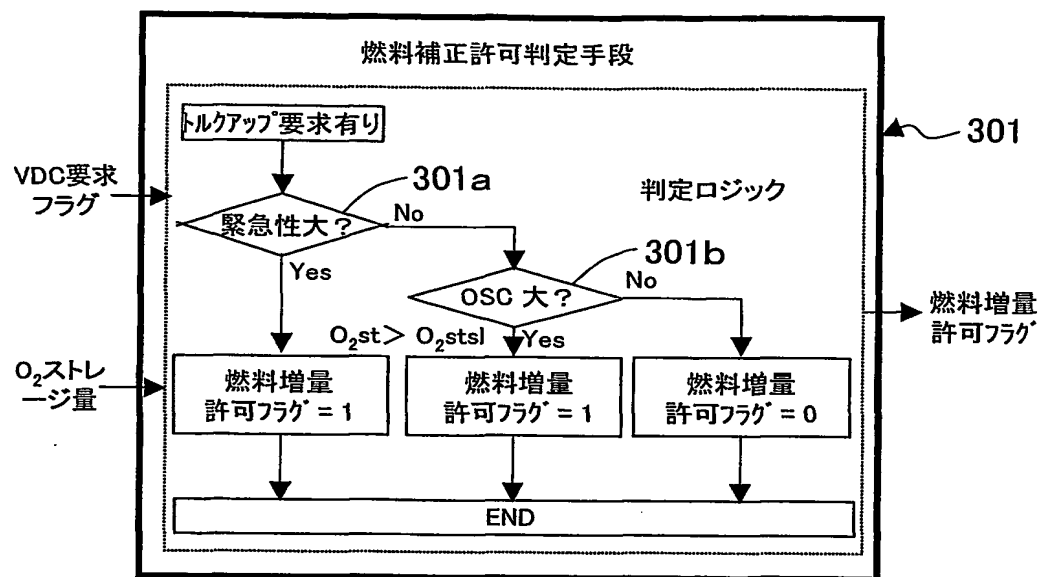 燃料補正許可判定手段
トルクアップ要求有り
301
VDC要求
フラグ
301a
判定ロジック
緊急性大？
No
301b
Yes
OSC 大？
No
燃料増量
許可フラグ
O₂st＞ O₂stsl
Yes
O₂ストレ
ージ量
燃料増量
許可フラグ = 1
燃料増量
許可フラグ = 1
燃料増量
許可フラグ = 0
END